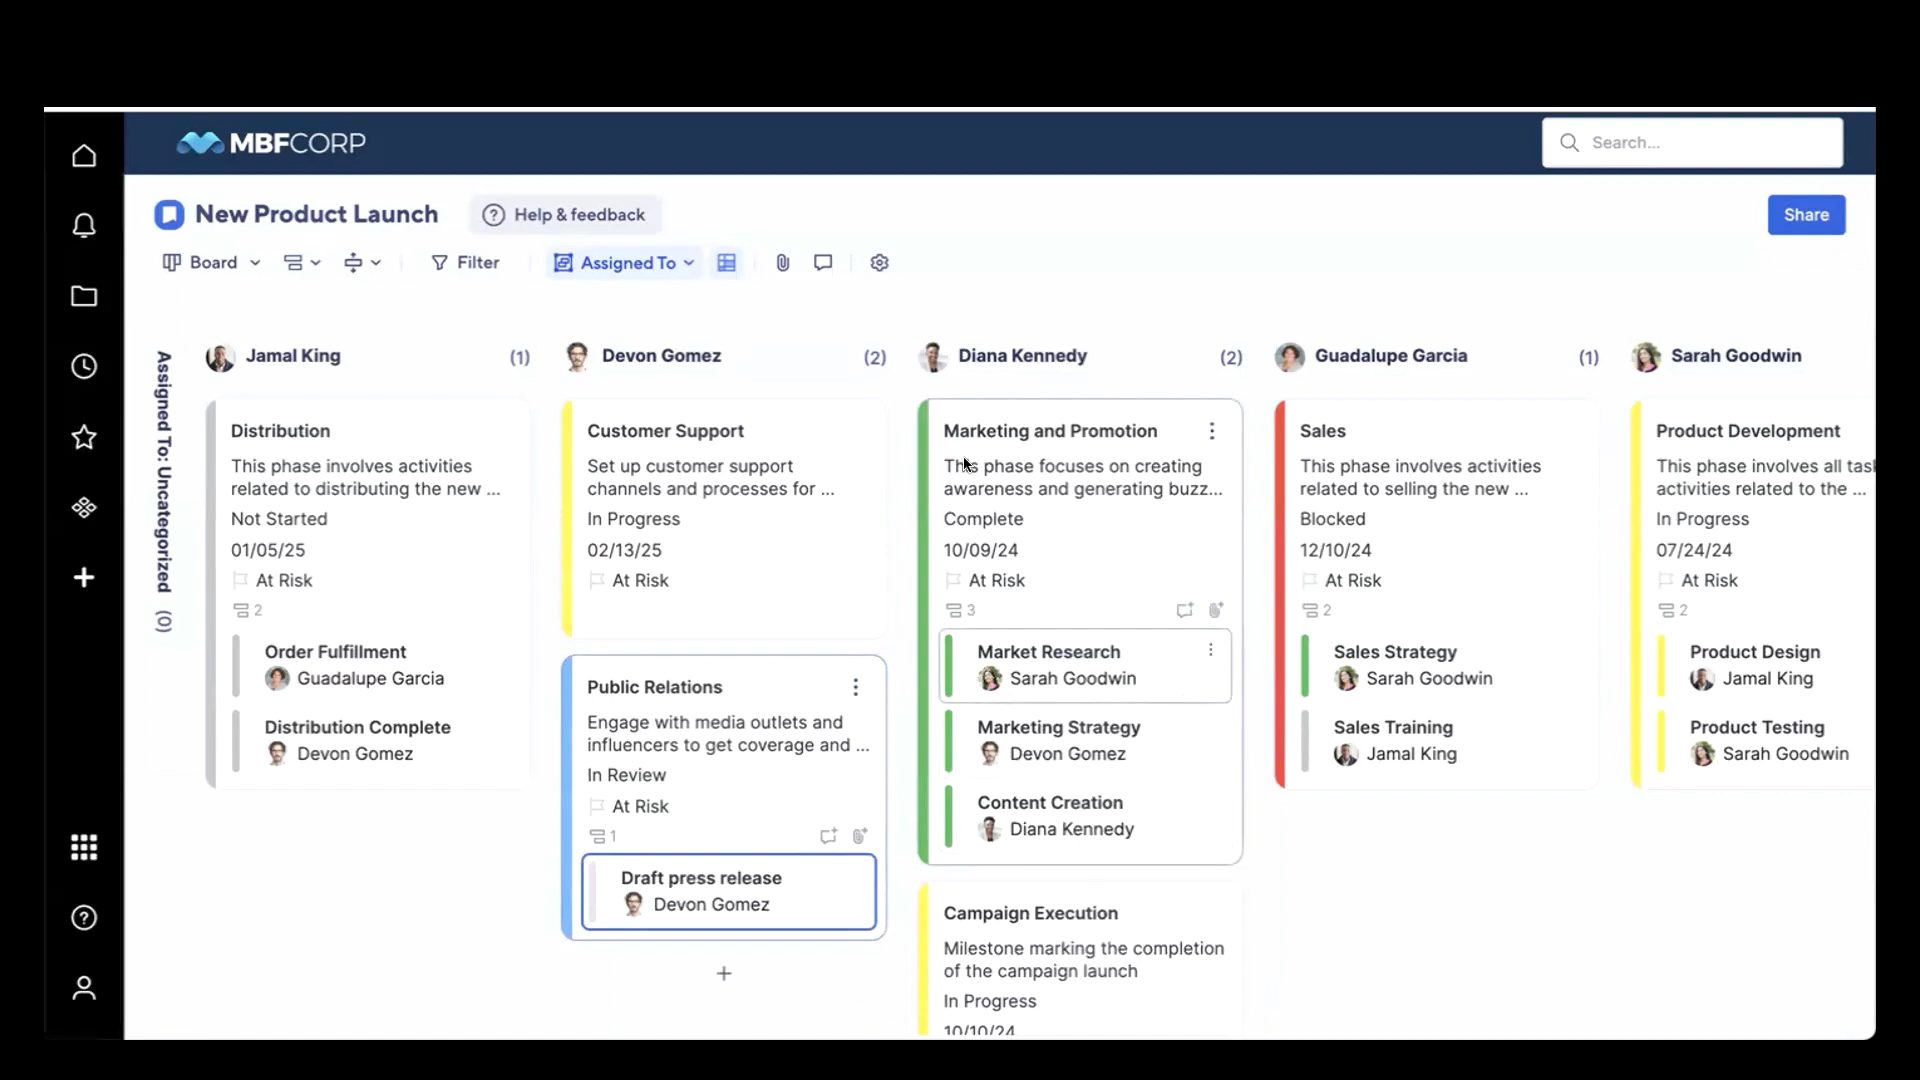 MBFCORP
Search...
New Product Launch
Help & feedback
Share
Board
Filter
Assigned To
Assigned To: Uncategorized (0)
Jamal King (1)
Distribution
This phase involves activities
related to distributing the new ...
Not Started
01/05/25
At Risk
2
Order Fulfillment
Guadalupe Garcia
Distribution Complete
Devon Gomez
Devon Gomez (2)
Customer Support
Set up customer support
channels and processes for ...
In Progress
02/13/25
At Risk
Public Relations
Engage with media outlets and
influencers to get coverage and ...
In Review
At Risk
1
Draft press release
Devon Gomez
Diana Kennedy (2)
Marketing and Promotion
This phase focuses on creating
awareness and generating buzz...
Complete
10/09/24
At Risk
3
Market Research
Sarah Goodwin
Marketing Strategy
Devon Gomez
Content Creation
Diana Kennedy
Campaign Execution
Milestone marking the completion
of the campaign launch
In Progress
10/10/24
Guadalupe Garcia (1)
Sales
This phase involves activities
related to selling the new ...
Blocked
12/10/24
At Risk
2
Sales Strategy
Sarah Goodwin
Sales Training
Jamal King
Sarah Goodwin
Product Development
This phase involves all tas
activities related to the ...
In Progress
07/24/24
At Risk
2
Product Design
Jamal King
Product Testing
Sarah Goodwin